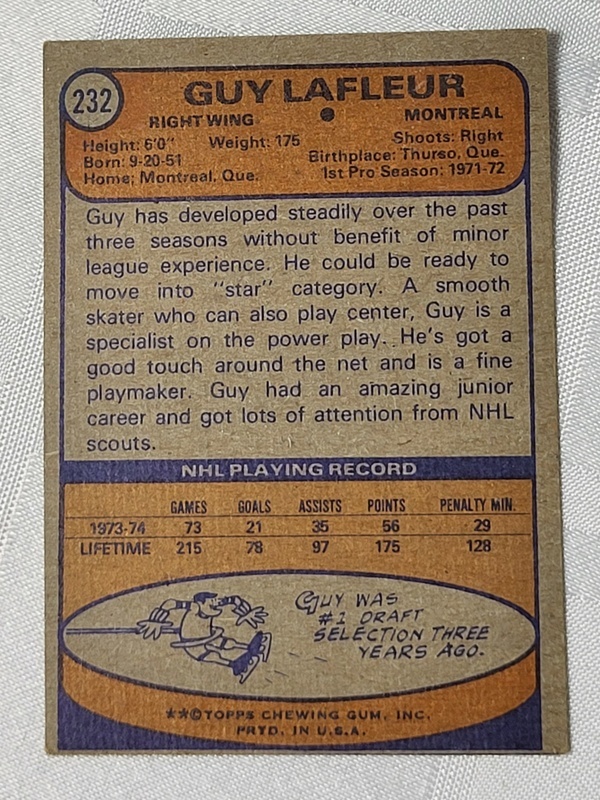 232
GUY LAFLEUR
RIGHT WING • MONTREAL
Height: 6'0" Weight: 175 Shoots: Right
Born: 9-20-51 Birthplace: Thurso, Que.
Home: Montreal, Que. 1st Pro Season: 1971-72
Guy has developed steadily over the past
three seasons without benefit of minor
league experience. He could be ready to
move into "star" category. A smooth
skater who can also play center, Guy is a
specialist on the power play. He's got a
good touch around the net and is a fine
playmaker. Guy had an amazing junior
career and got lots of attention from NHL
scouts.
NHL PLAYING RECORD
GAMES GOALS ASSISTS POINTS PENALTY MIN.
1973-74 73 21 35 56 29
LIFETIME 215 78 97 175 128
GUY WAS
#1 DRAFT
SELECTION THREE
YEARS AGO.
**©TOPPS CHEWING GUM, INC.
PRTD. IN U.S.A.